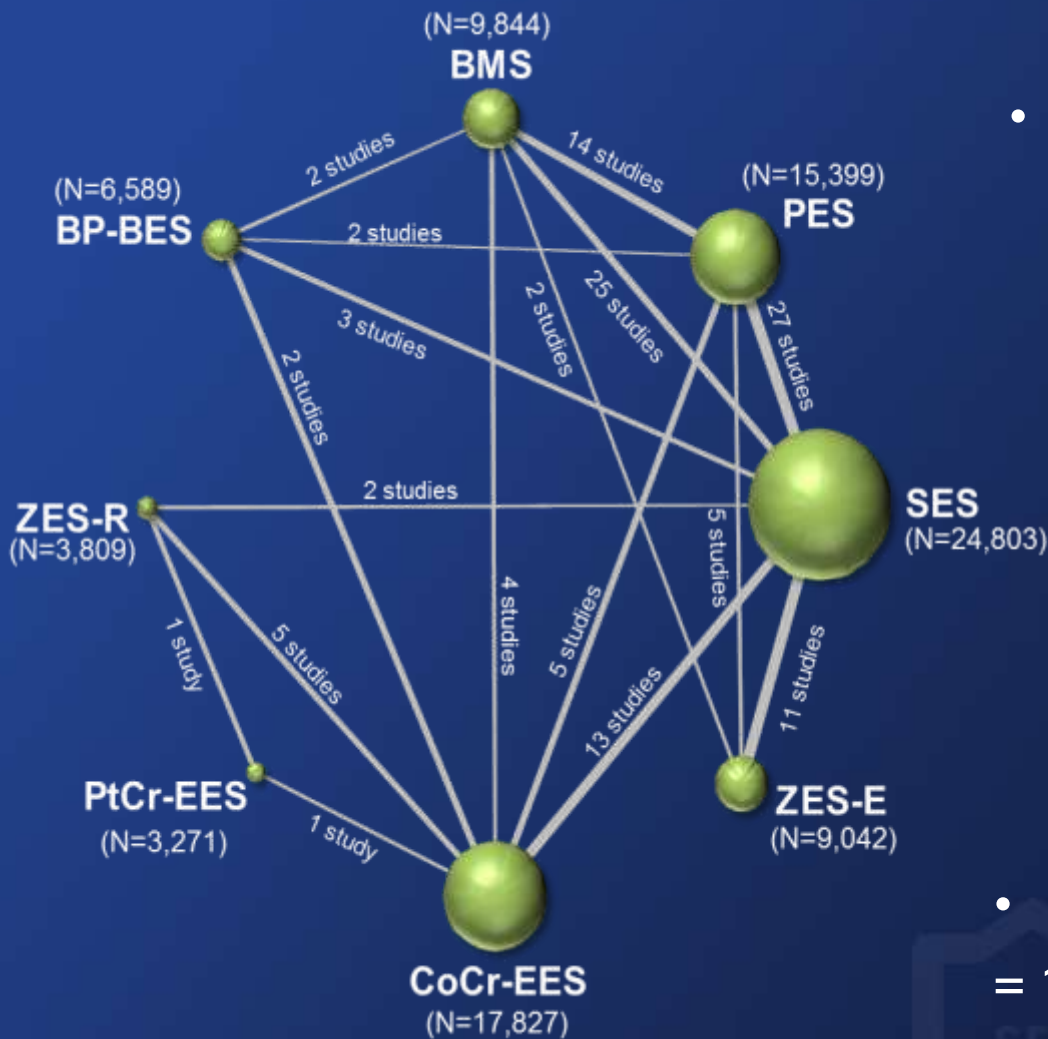 (N=9,844)
BMS
2 studies
14 studies
(N=6,589)
BP-BES
(N=15,399)
PES
2 studies
25 studies
2 studies
27 studies
3 studies
2 studies
2 studies
ZES-R
(N=3,809)
SES
(N=24,803)
5 studies
4 studies
5 studies
1 study
5 studies
13 studies
11 studies
PtCr-EES
(N=3,271)
1 study
ZES-E
(N=9,042)
CoCr-EES
(N=17,827)
=